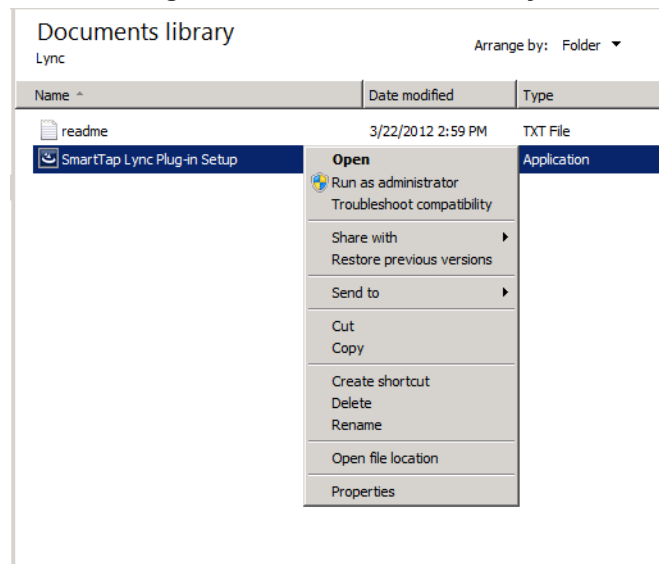 Documents library
Lync
Arrange by: Folder
Name Date modified Type
readme 3/22/2012 2:59 PM TXT File
SmartTap Lync Plug-in Setup Application
Open
Run as administrator
Troubleshoot compatibility
Share with
Restore previous versions
Send to
Cut
Copy
Create shortcut
Delete
Rename
Open file location
Properties